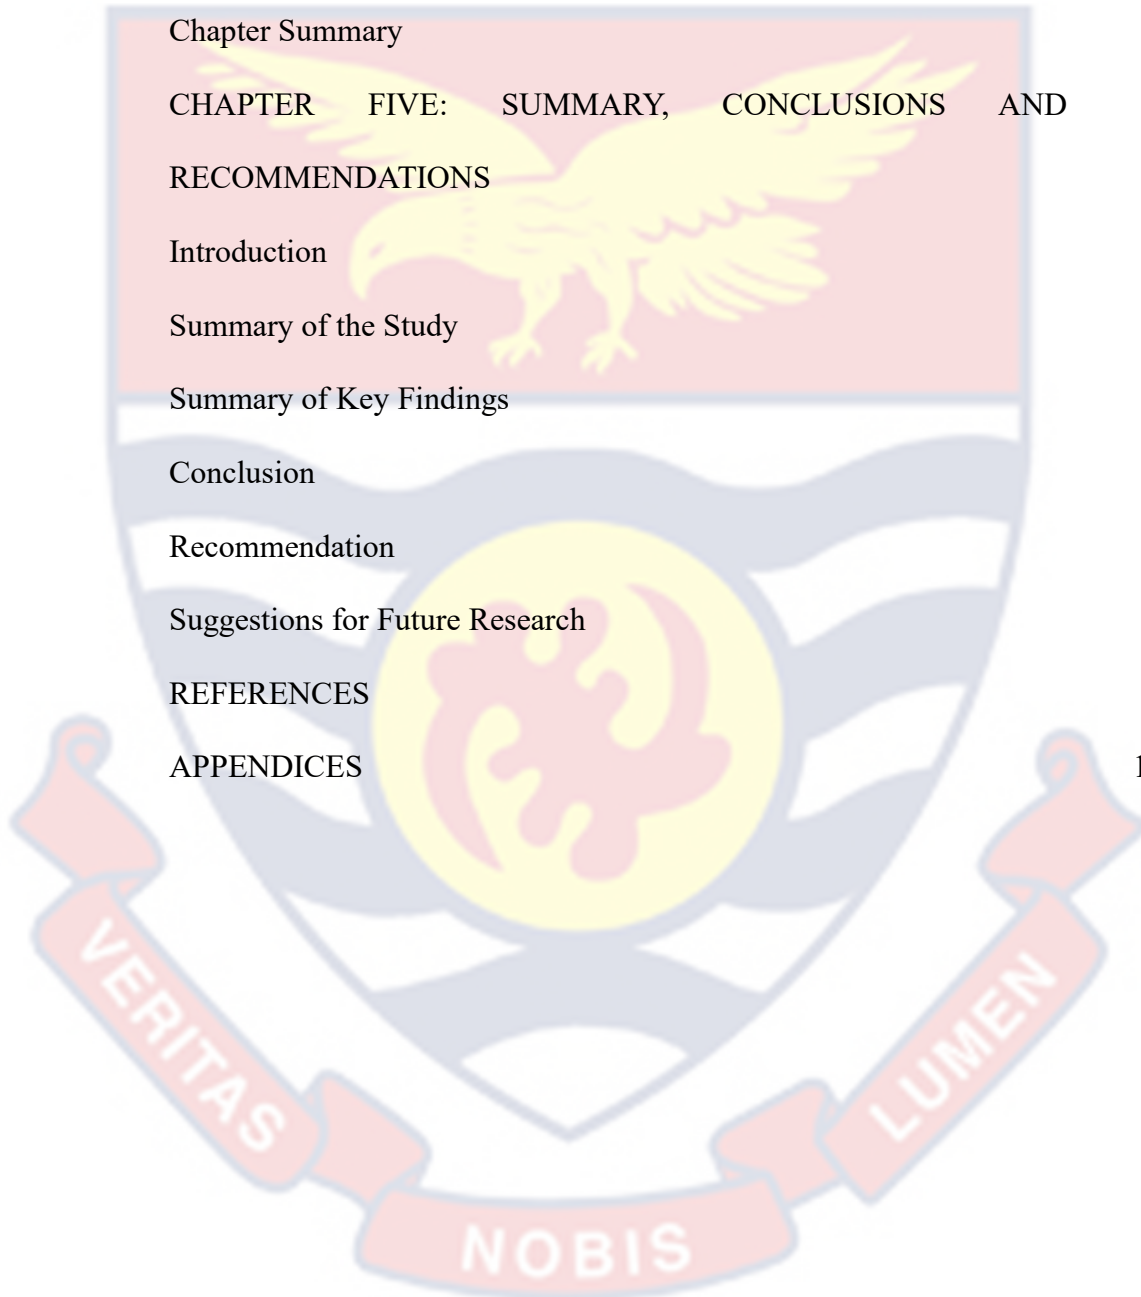 Chapter Summary
CHAPTER FIVE: SUMMARY, CONCLUSIONS AND
RECOMMENDATIONS
Introduction
Summary of the Study
Summary of Key Findings
Conclusion
Recommendation
Suggestions for Future Research
REFERENCES
APPENDICES 1
VERITAS
NOBIS
LUMEN